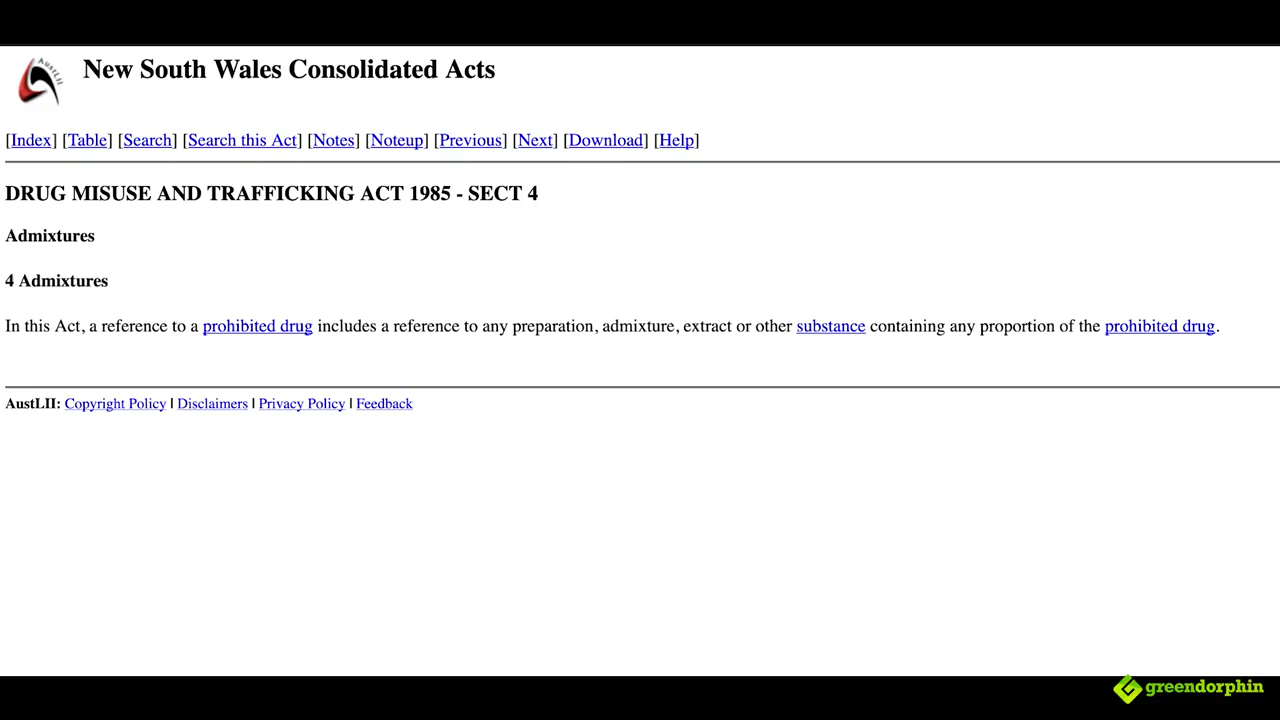 AustLII
New South Wales Consolidated Acts
[Index] [Table] [Search] [Search this Act] [Notes] [Noteup] [Previous] [Next] [Download] [Help]
DRUG MISUSE AND TRAFFICKING ACT 1985 - SECT 4
Admixtures
4 Admixtures
In this Act, a reference to a prohibited drug includes a reference to any preparation, admixture, extract or other substance containing any proportion of the prohibited drug.
AustLII: Copyright Policy | Disclaimers | Privacy Policy | Feedback
greendorphin